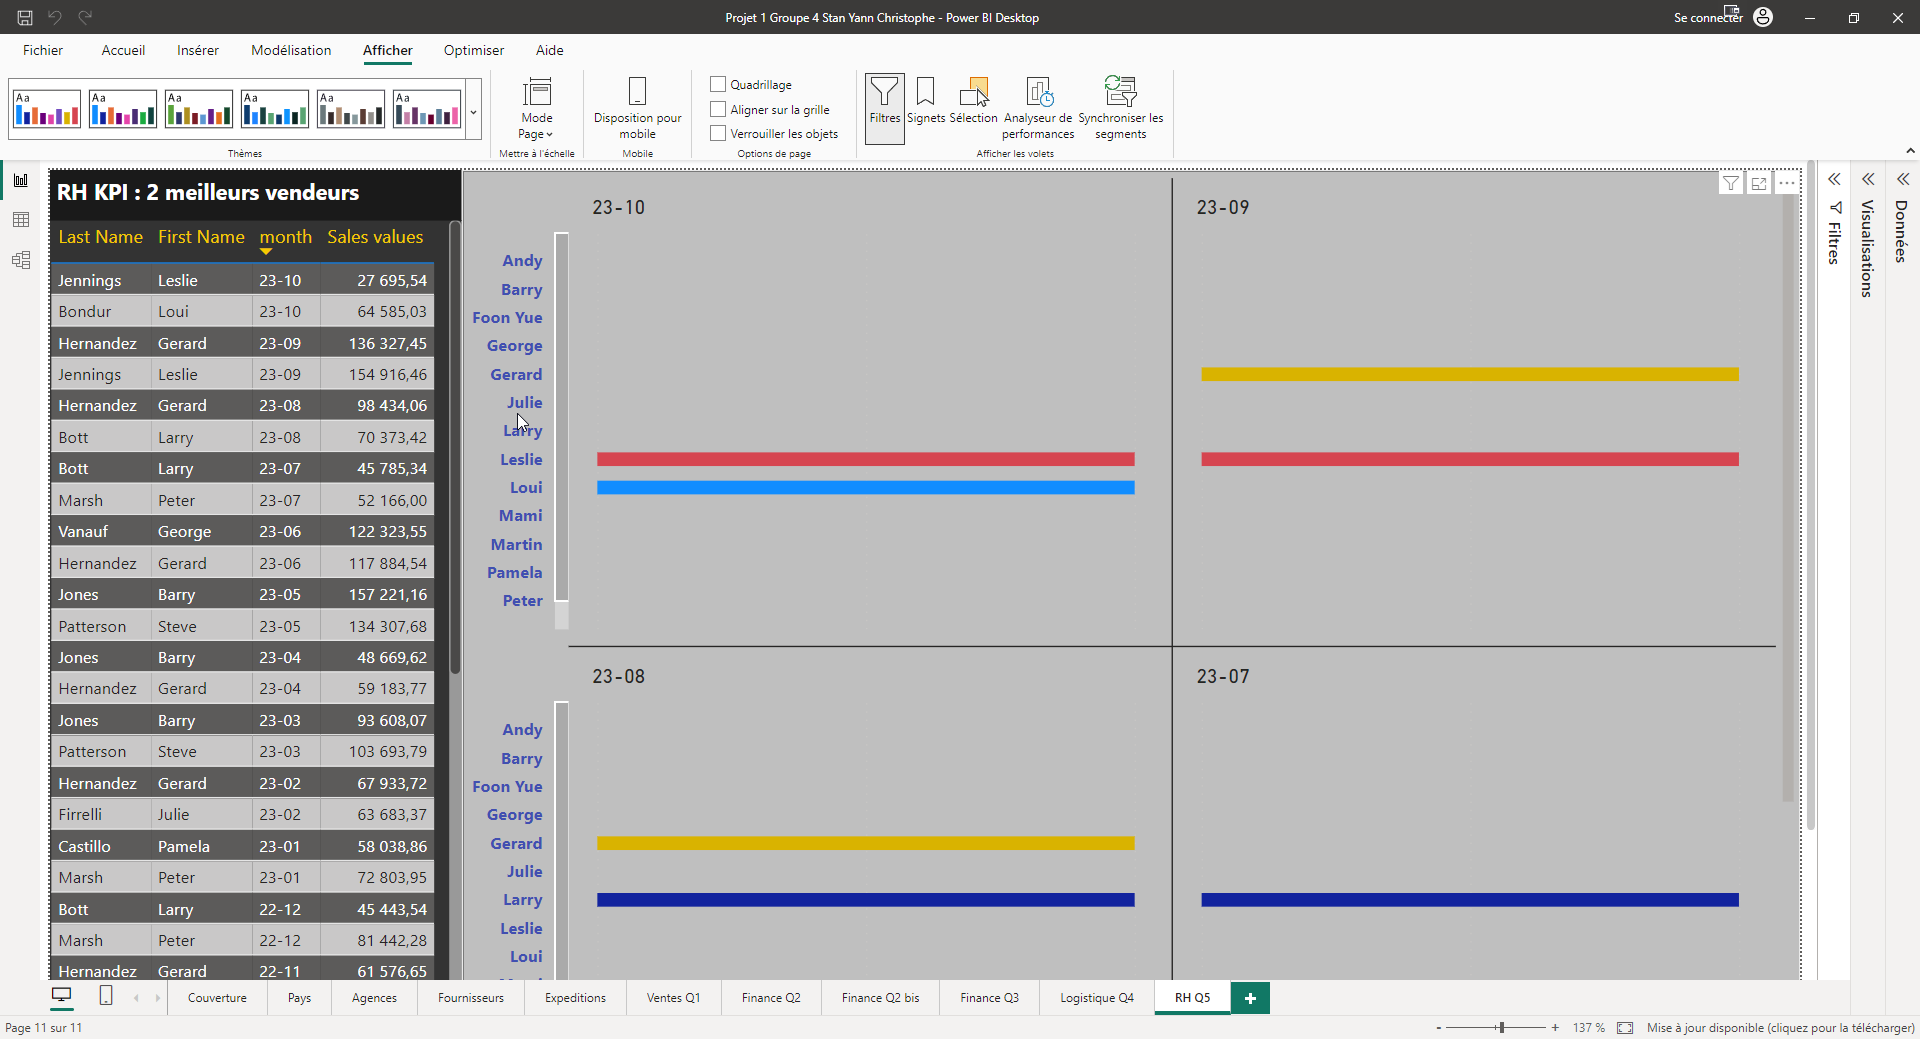 Projet 1 Groupe 4 Stan Yann Christophe - Power BI Desktop
Se connecter
Fichier Accueil Insérer Modélisation Afficher Optimiser Aide
Aa Aa Aa Aa Aa Aa
Thèmes
Mode
Page
Mettre à l'échelle
Disposition pour
mobile
Mobile
Quadrillage
Aligner sur la grille
Verrouiller les objets
Options de page
Filtres
Signets
Sélection
Analyseur de
performances
Synchroniser les
segments
Afficher les volets
RH KPI : 2 meilleurs vendeurs
Last Name First Name month Sales values
Jennings Leslie 23-10 27 695,54
Bondur Loui 23-10 64 585,03
Hernandez Gerard 23-09 136 327,45
Jennings Leslie 23-09 154 916,46
Hernandez Gerard 23-08 98 434,06
Bott Larry 23-08 70 373,42
Bott Larry 23-07 45 785,34
Marsh Peter 23-07 52 166,00
Vanauf George 23-06 122 323,55
Hernandez Gerard 23-06 117 884,54
Jones Barry 23-05 157 221,16
Patterson Steve 23-05 134 307,68
Jones Barry 23-04 48 669,62
Hernandez Gerard 23-04 59 183,77
Jones Barry 23-03 93 608,07
Patterson Steve 23-03 103 693,79
Hernandez Gerard 23-02 67 933,72
Firrelli Julie 23-02 63 683,37
Castillo Pamela 23-01 58 038,86
Marsh Peter 23-01 72 803,95
Bott Larry 22-12 45 443,54
Marsh Peter 22-12 81 442,28
Hernandez Gerard 22-11 61 576,65
23-10 23-09
Andy
Barry
Foon Yue
George
Gerard
Julie
Larry
Leslie
Loui
Mami
Martin
Pamela
Peter
23-08 23-07
Andy
Barry
Foon Yue
George
Gerard
Julie
Larry
Leslie
Loui
Filtres
Visualisations
Données
Couverture Pays Agences Fournisseurs Expeditions Ventes Q1 Finance Q2 Finance Q2 bis Finance Q3 Logistique Q4 RH Q5 +
Page 11 sur 11
- + 137 % Mise à jour disponible (cliquez pour la télécharger)